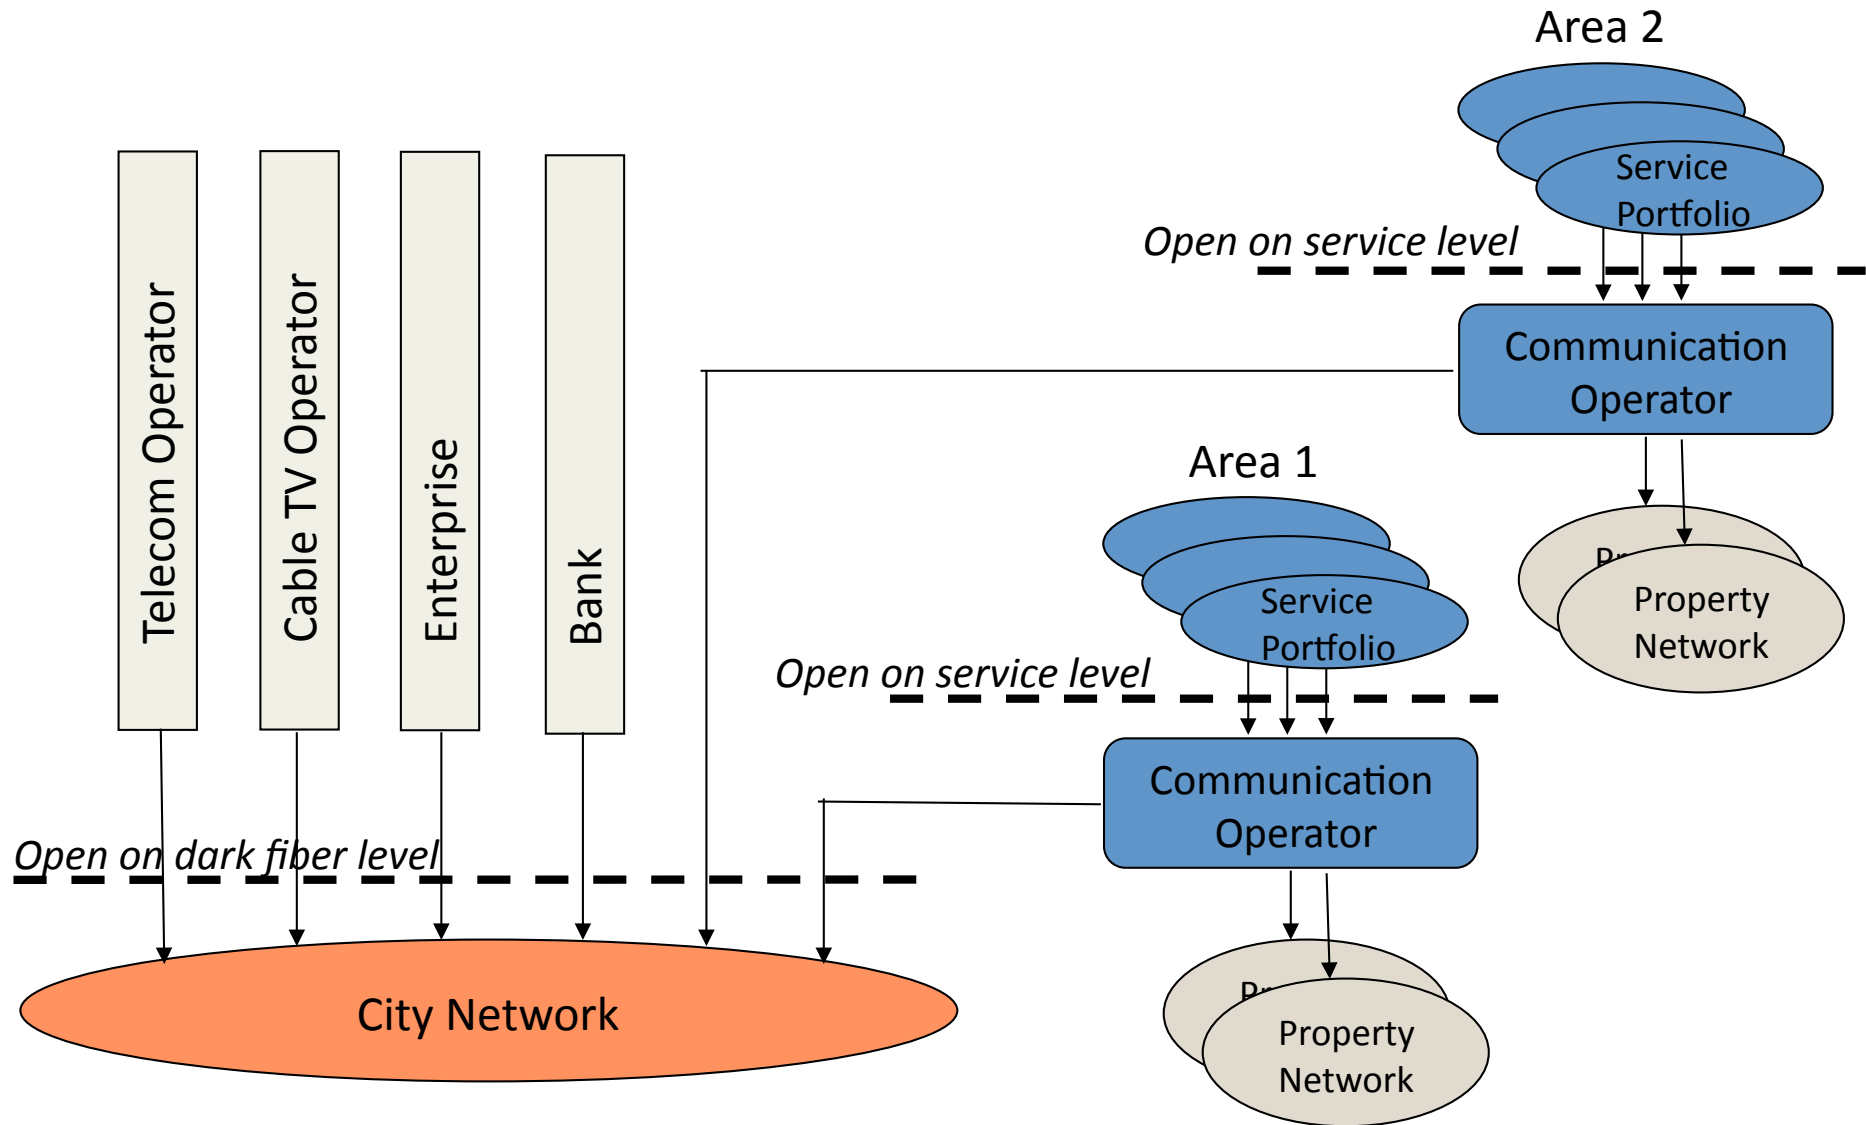 Area 2
Service
Portfolio
Open on service level
Communication
Operator
Property
Network
Telecom Operator
Cable TV Operator
Enterprise
Bank
Area 1
Service
Portfolio
Open on service level
Communication
Operator
Property
Network
Open on dark fiber level
City Network